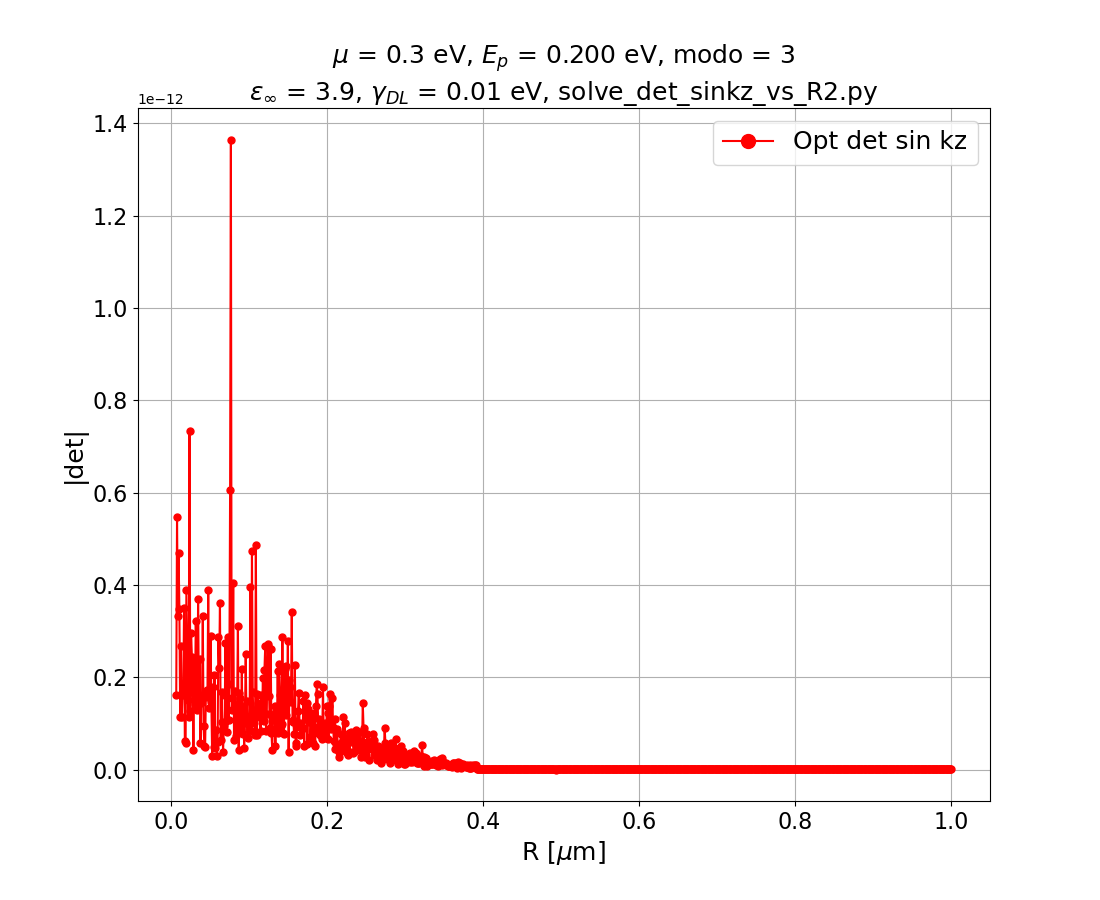 μ = 0.3 eV, E_p = 0.200 eV, modo = 3
ε_∞ = 3.9, γ_DL = 0.01 eV, solve_det_sinkz_vs_R2.py
1e−12
Opt det sin kz
1.4
1.2
1.0
0.8
0.6
0.4
0.2
0.0
|det|
0.0 0.2 0.4 0.6 0.8 1.0
R [μm]